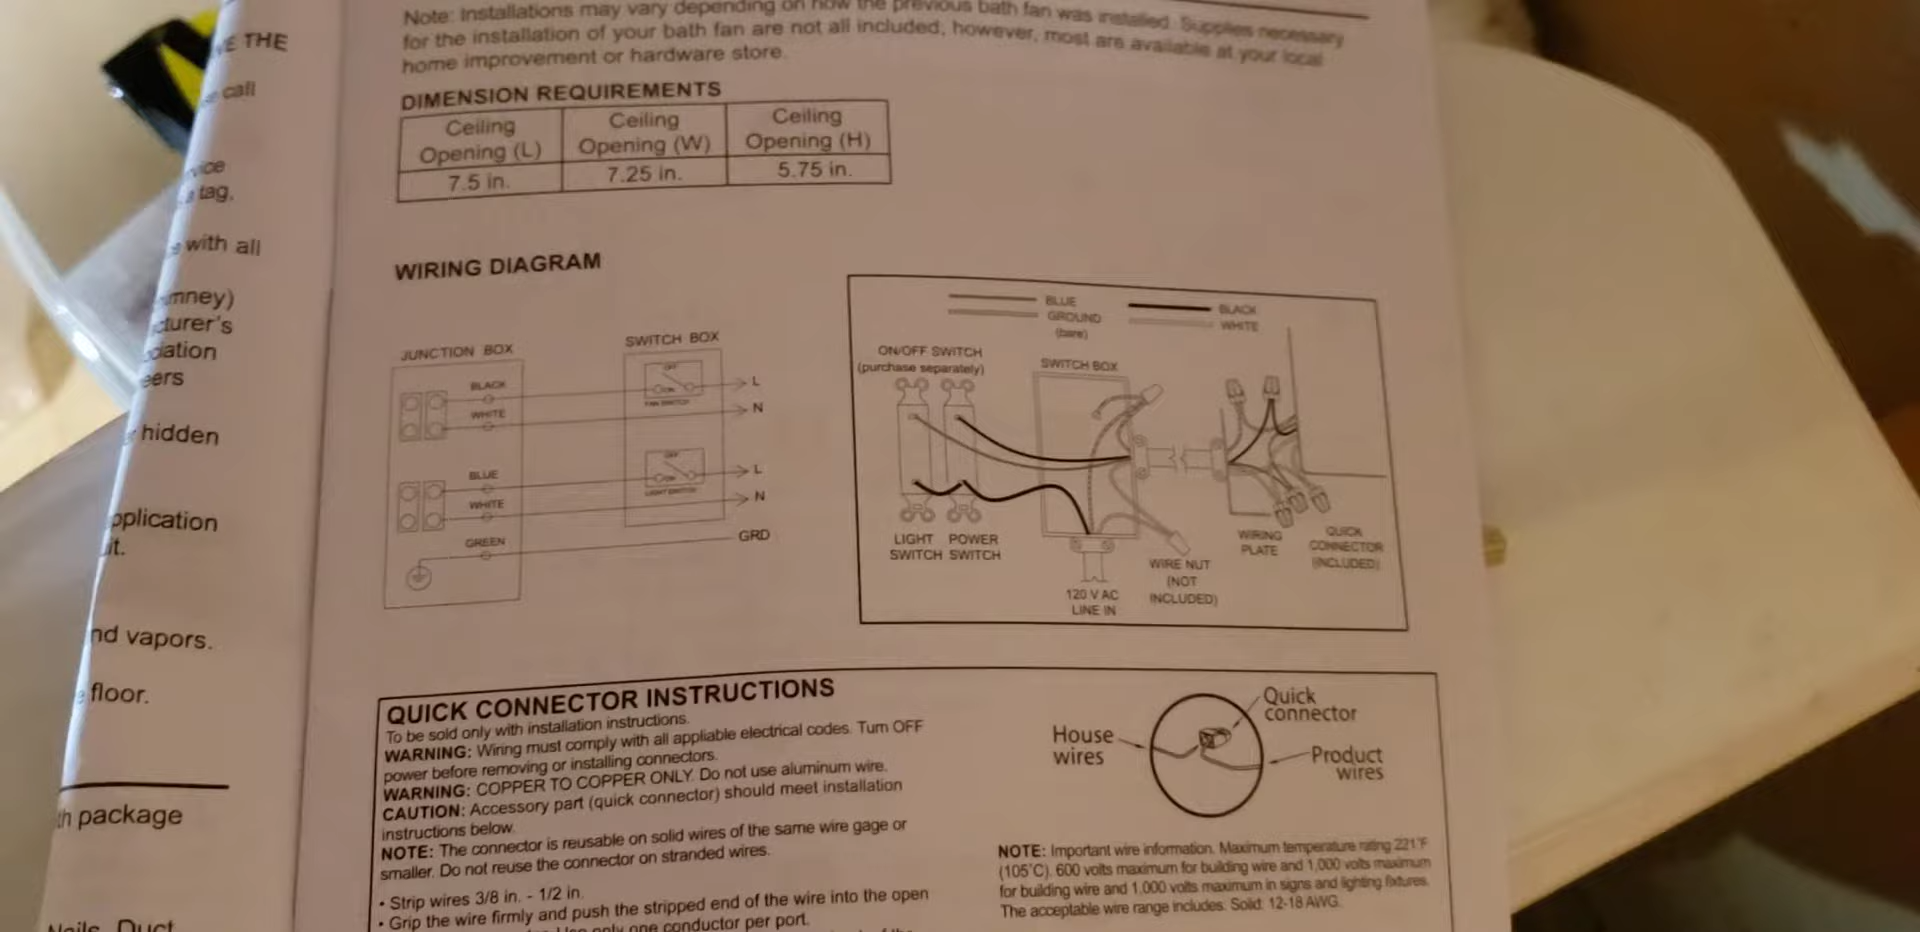 THE
call
tag,
with all
hidden
nd vapors.
floor.
package
Note: Installations may vary depending on how the previous bath fan was installed. Supplies necessary
for the installation of your bath fan are not all included, however, most are available at your local
home improvement or hardware store.
DIMENSION REQUIREMENTS
Ceiling Opening (L)
Ceiling Opening (W)
Ceiling Opening (H)
7.5 in.
7.25 in.
5.75 in.
WIRING DIAGRAM
JUNCTION BOX
SWITCH BOX
BLACK
WHITE
OFF
ON
FAN SWITCH
L
N
BLUE
WHITE
OFF
ON
LIGHT SWITCH
L
N
GREEN
GRD
BLUE
GROUND
(bare)
BLACK
WHITE
ON/OFF SWITCH
(purchase separately)
SWITCH BOX
LIGHT SWITCH
POWER SWITCH
120 V AC
LINE IN
WIRE NUT
(NOT
INCLUDED)
WIRING
PLATE
QUICK
CONNECTOR
(INCLUDED)
QUICK CONNECTOR INSTRUCTIONS
To be sold only with installation instructions.
WARNING: Wiring must comply with all appliable electrical codes. Turn OFF
power before removing or installing connectors.
WARNING: COPPER TO COPPER ONLY. Do not use aluminum wire.
CAUTION: Accessory part (quick connector) should meet installation
instructions below.
NOTE: The connector is reusable on solid wires of the same wire gage or
smaller. Do not reuse the connector on stranded wires.
• Strip wires 3/8 in. - 1/2 in.
• Grip the wire firmly and push the stripped end of the wire into the open
only one conductor per port.
House
wires
Quick
connector
Product
wires
NOTE: Important wire information. Maximum temperature rating 221˚F
(105˚C). 600 volts maximum for building wire and 1,000 volts maximum
for building wire and 1.000 volts maximum in signs and lighting fixtures.
The acceptable wire range includes: Solid: 12-18 AWG.